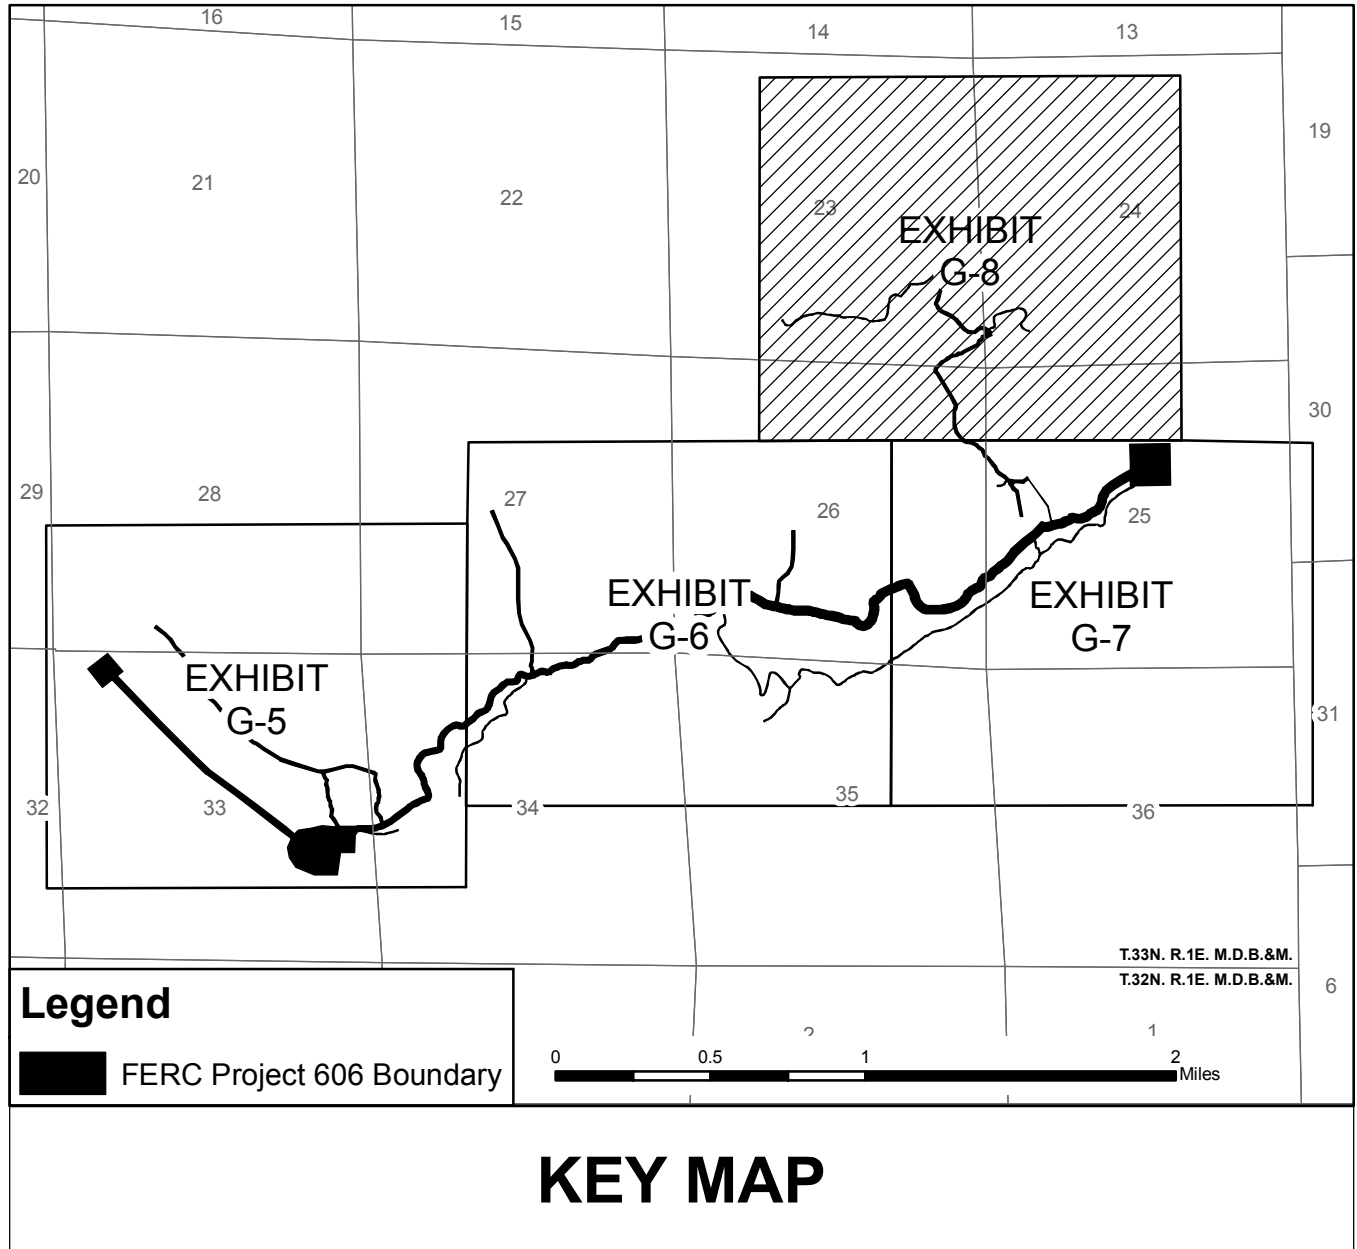 16
15
14
13
19
20
21
22
23
24
EXHIBIT
G-8
30
29
28
27
26
25
EXHIBIT
G-6
EXHIBIT
G-7
EXHIBIT
G-5
31
32
33
34
35
36
T.33N. R.1E. M.D.B.&M.
T.32N. R.1E. M.D.B.&M.
6
2
1
Legend
FERC Project 606 Boundary
0 0.5 1 2
Miles
KEY MAP